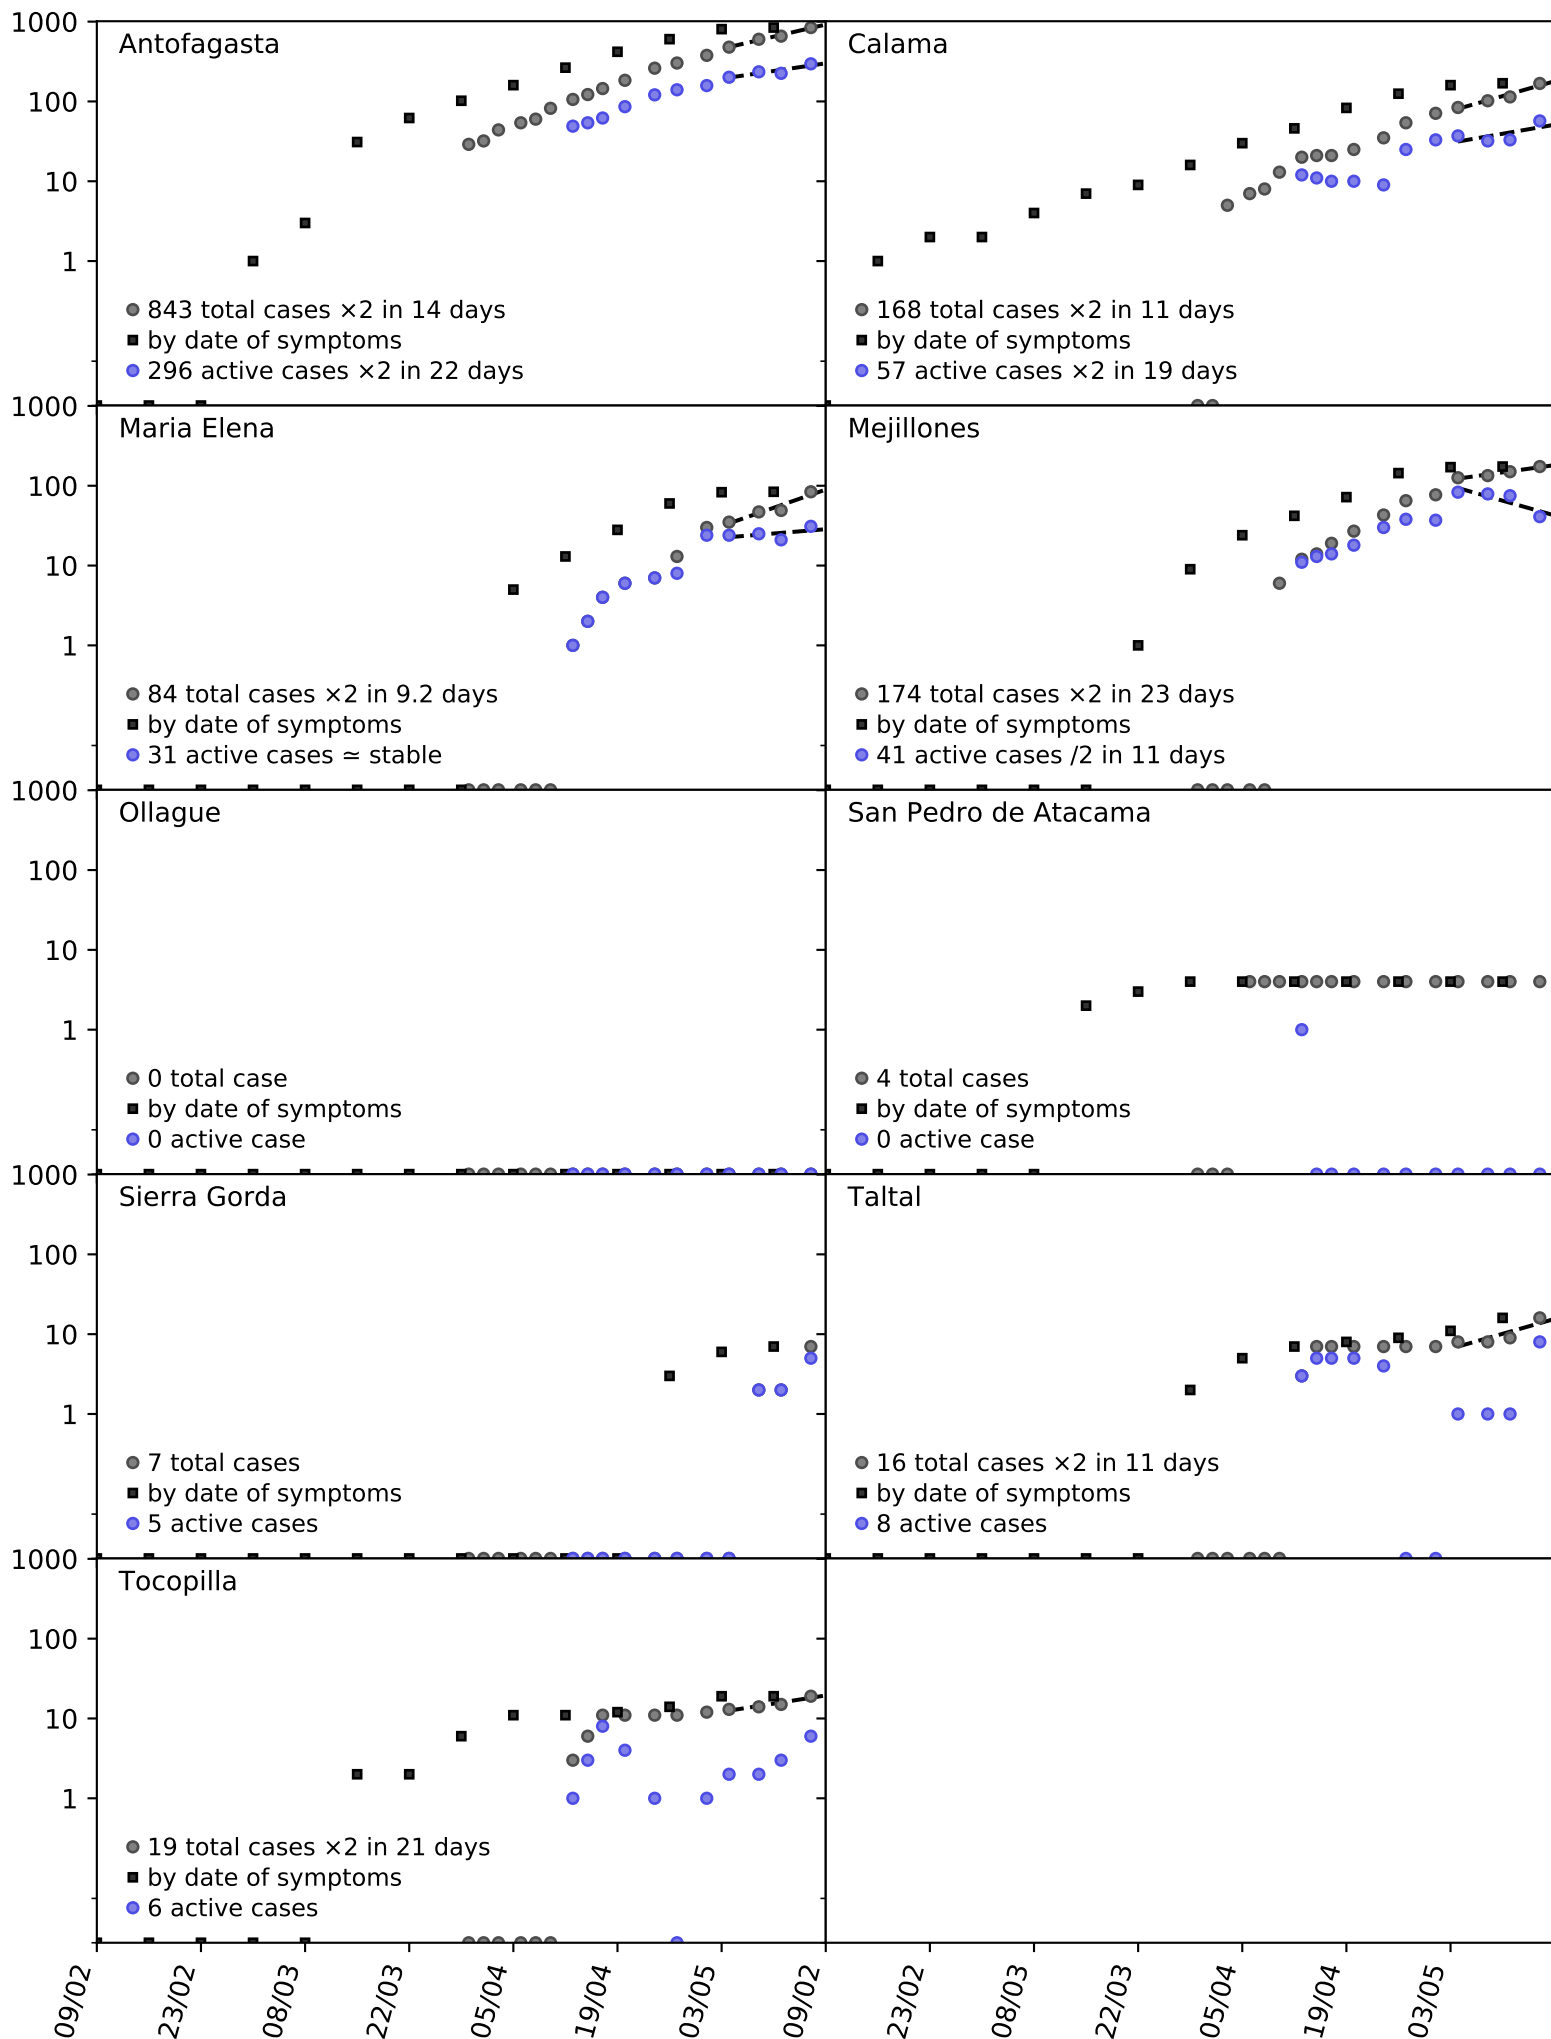 1000
Antofagasta
Calama
100
10
1
843 total cases ×2 in 14 days
by date of symptoms
296 active cases ×2 in 22 days
168 total cases ×2 in 11 days
by date of symptoms
57 active cases ×2 in 19 days
1000
Maria Elena
Mejillones
100
10
1
84 total cases ×2 in 9.2 days
by date of symptoms
31 active cases ≃ stable
174 total cases ×2 in 23 days
by date of symptoms
41 active cases /2 in 11 days
1000
Ollague
San Pedro de Atacama
100
10
1
0 total case
by date of symptoms
0 active case
4 total cases
by date of symptoms
0 active case
1000
Sierra Gorda
Taltal
100
10
1
7 total cases
by date of symptoms
5 active cases
16 total cases ×2 in 11 days
by date of symptoms
8 active cases
1000
Tocopilla
100
10
1
19 total cases ×2 in 21 days
by date of symptoms
6 active cases
09/02
23/02
08/03
22/03
05/04
19/04
03/05
09/02
23/02
08/03
22/03
05/04
19/04
03/05